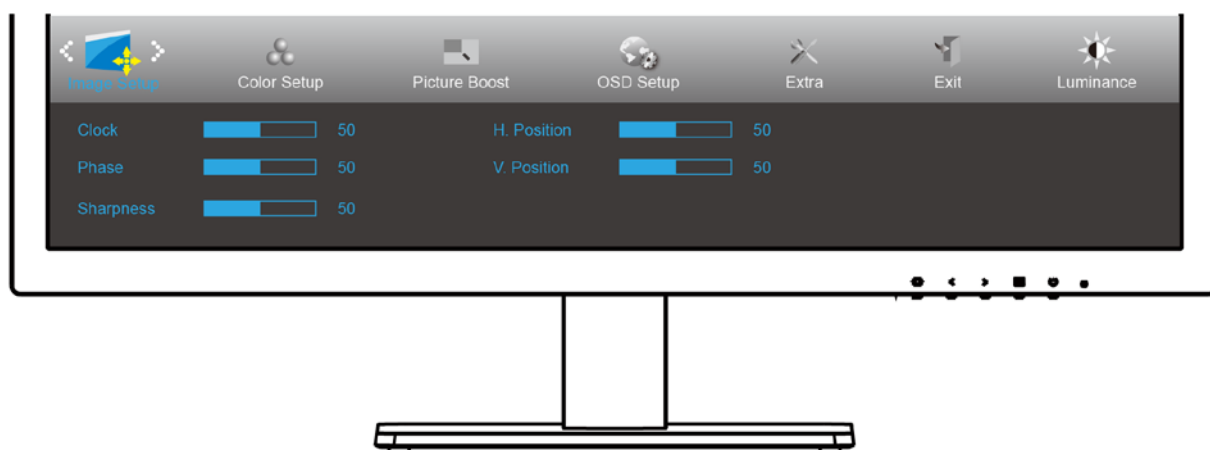 Image Setup
Color Setup
Picture Boost
OSD Setup
Extra
Exit
Luminance
Clock 50 H. Position 50
Phase 50 V. Position 50
Sharpness 50